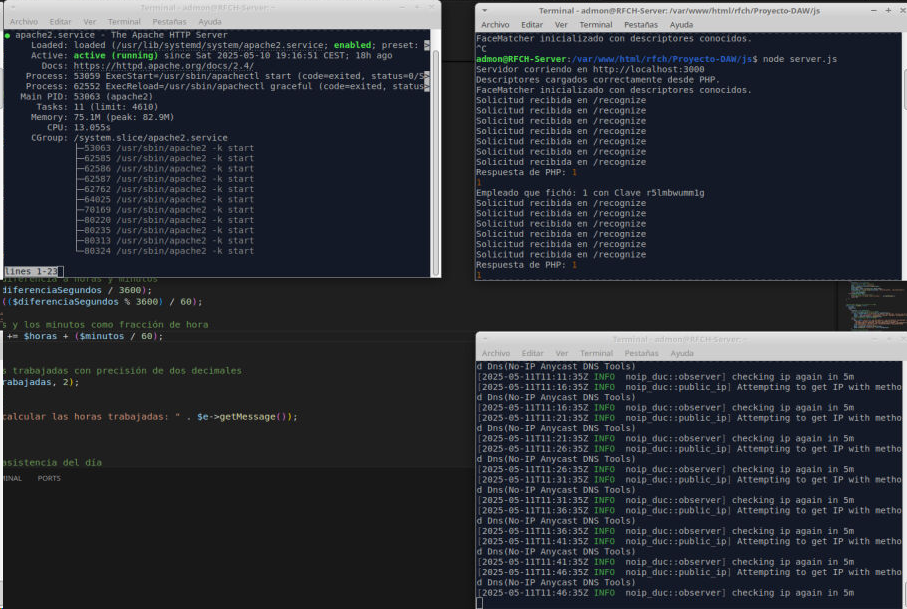 Terminal - admon@RFCH-Server: ~
Archivo Editar Ver Terminal Pestañas Ayuda
● apache2.service - The Apache HTTP Server
Loaded: loaded (/usr/lib/systemd/system/apache2.service; enabled; preset: >
Active: active (running) since Sat 2025-05-10 19:16:51 CEST; 18h ago
Docs: https://httpd.apache.org/docs/2.4/
Process: 53059 ExecStart=/usr/sbin/apachectl start (code=exited, status=0/S>
Process: 62552 ExecReload=/usr/sbin/apachectl graceful (code=exited, status>
Main PID: 53063 (apache2)
Tasks: 11 (limit: 4610)
Memory: 75.1M (peak: 82.9M)
CPU: 13.055s
CGroup: /system.slice/apache2.service
├─53063 /usr/sbin/apache2 -k start
├─62585 /usr/sbin/apache2 -k start
├─62586 /usr/sbin/apache2 -k start
├─62587 /usr/sbin/apache2 -k start
├─62762 /usr/sbin/apache2 -k start
├─64025 /usr/sbin/apache2 -k start
├─70169 /usr/sbin/apache2 -k start
├─80220 /usr/sbin/apache2 -k start
├─80235 /usr/sbin/apache2 -k start
├─80313 /usr/sbin/apache2 -k start
└─80324 /usr/sbin/apache2 -k start
lines 1-23
Terminal - admon@RFCH-Server: /var/www/html/rfch/Proyecto-DAW/js
Archivo Editar Ver Terminal Pestañas Ayuda
FaceMatcher inicializado con descriptores conocidos.
^C
admon@RFCH-Server:/var/www/html/rfch/Proyecto-DAW/js$ node server.js
Servidor corriendo en http://localhost:3000
Descriptores cargados correctamente desde PHP.
FaceMatcher inicializado con descriptores conocidos.
Solicitud recibida en /recognize
Solicitud recibida en /recognize
Solicitud recibida en /recognize
Solicitud recibida en /recognize
Solicitud recibida en /recognize
Solicitud recibida en /recognize
Solicitud recibida en /recognize
Respuesta de PHP: 1
1
Empleado que fichó: 1 con Clave r5lmbwumm1g
Solicitud recibida en /recognize
Solicitud recibida en /recognize
Solicitud recibida en /recognize
Solicitud recibida en /recognize
Solicitud recibida en /recognize
Solicitud recibida en /recognize
Respuesta de PHP: 1
1
diferencia a horas y minutos
diferenciaSegundos / 3600);
(($diferenciaSegundos % 3600) / 60);
s y los minutos como fracción de hora
+= $horas + ($minutos / 60);
s trabajadas con precisión de dos decimales
rabajadas, 2);
calcular las horas trabajadas: " . $e->getMessage());
asistencia del día
MINAL PORTS
Terminal - admon@RFCH-Server: ~
Archivo Editar Ver Terminal Pestañas Ayuda
d Dns(No-IP Anycast DNS Tools)
[2025-05-11T11:11:35Z INFO noip_duc::observer] checking ip again in 5m
[2025-05-11T11:16:35Z INFO noip_duc::public_ip] Attempting to get IP with metho
d Dns(No-IP Anycast DNS Tools)
[2025-05-11T11:16:35Z INFO noip_duc::observer] checking ip again in 5m
[2025-05-11T11:21:35Z INFO noip_duc::public_ip] Attempting to get IP with metho
d Dns(No-IP Anycast DNS Tools)
[2025-05-11T11:21:35Z INFO noip_duc::observer] checking ip again in 5m
[2025-05-11T11:26:35Z INFO noip_duc::public_ip] Attempting to get IP with metho
d Dns(No-IP Anycast DNS Tools)
[2025-05-11T11:26:35Z INFO noip_duc::observer] checking ip again in 5m
[2025-05-11T11:31:35Z INFO noip_duc::public_ip] Attempting to get IP with metho
d Dns(No-IP Anycast DNS Tools)
[2025-05-11T11:31:35Z INFO noip_duc::observer] checking ip again in 5m
[2025-05-11T11:36:35Z INFO noip_duc::public_ip] Attempting to get IP with metho
d Dns(No-IP Anycast DNS Tools)
[2025-05-11T11:36:35Z INFO noip_duc::observer] checking ip again in 5m
[2025-05-11T11:41:35Z INFO noip_duc::public_ip] Attempting to get IP with metho
d Dns(No-IP Anycast DNS Tools)
[2025-05-11T11:41:35Z INFO noip_duc::observer] checking ip again in 5m
[2025-05-11T11:46:35Z INFO noip_duc::public_ip] Attempting to get IP with metho
d Dns(No-IP Anycast DNS Tools)
[2025-05-11T11:46:35Z INFO noip_duc::observer] checking ip again in 5m